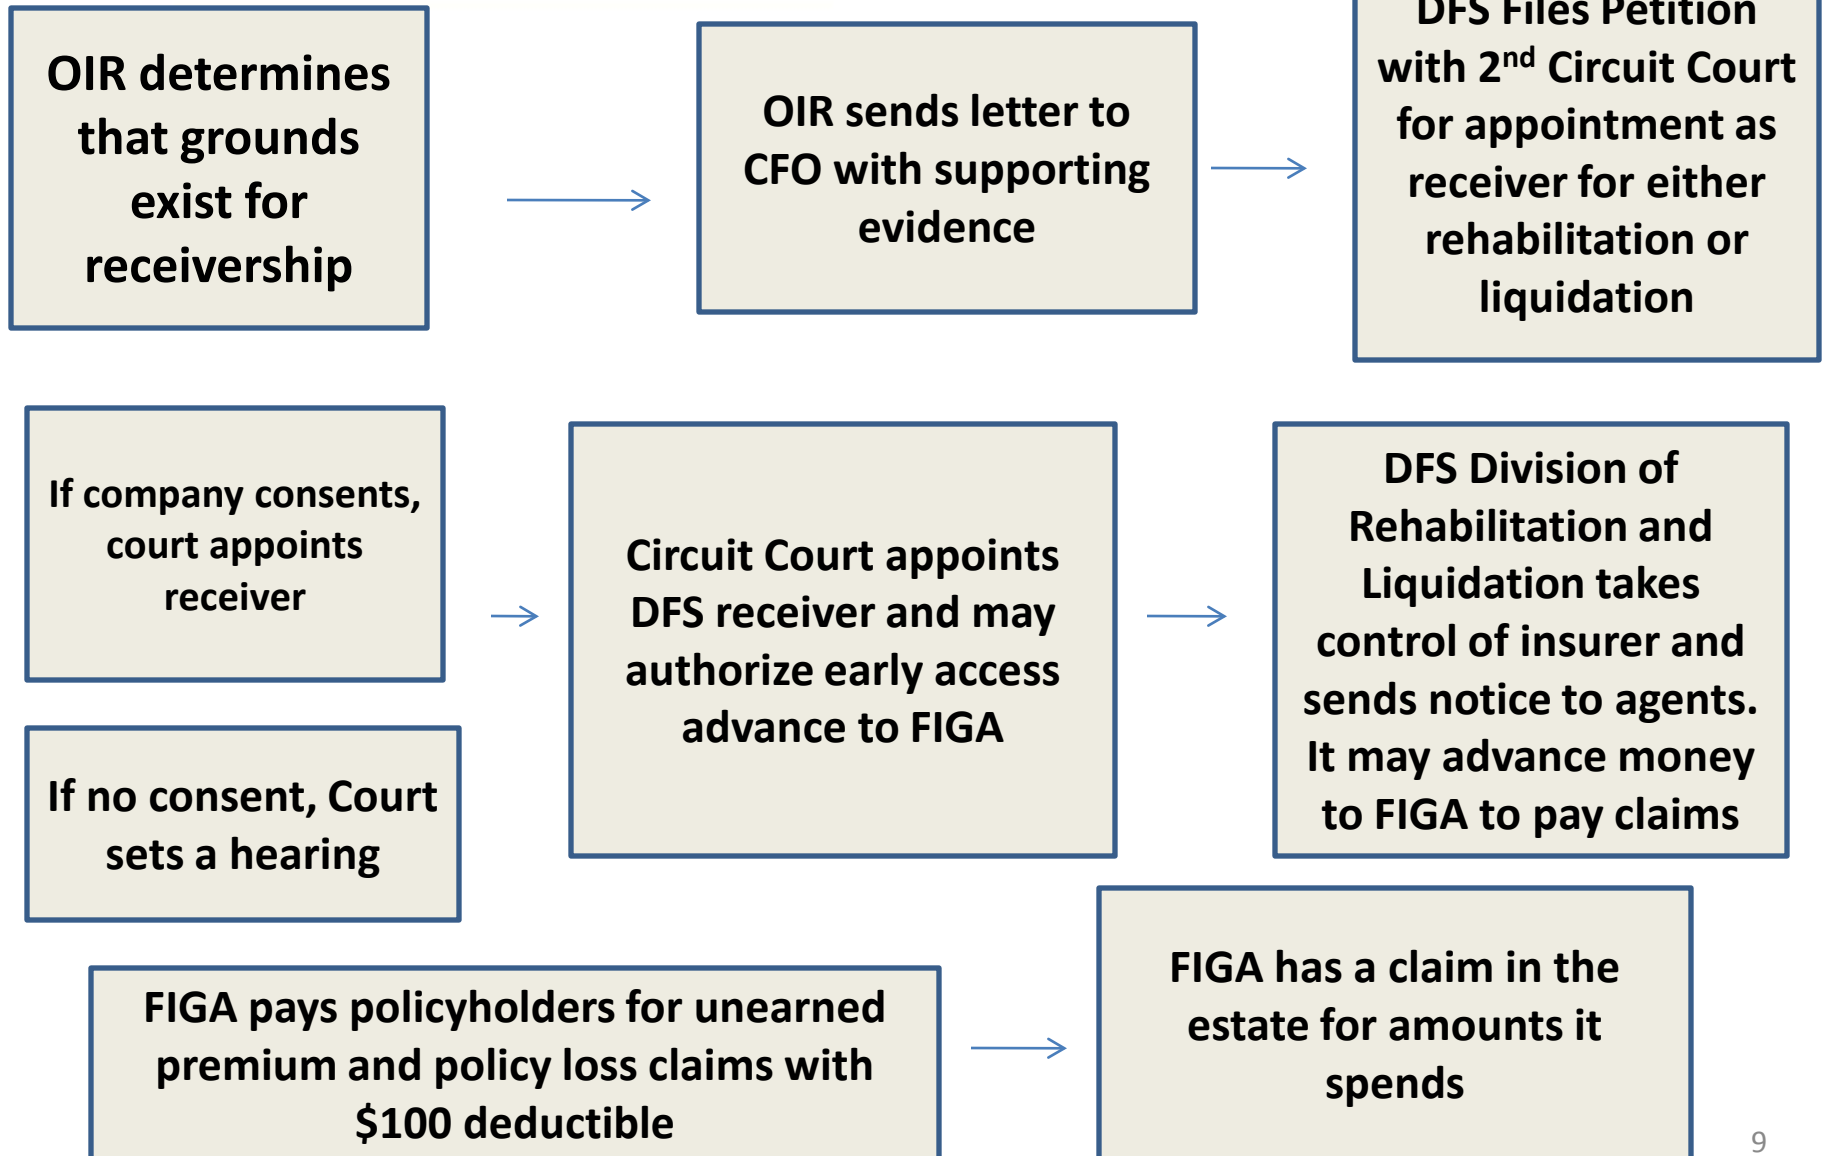 OIR determines
that grounds
exist for
receivership
OIR sends letter to
CFO with supporting
evidence
DFS Files Petition
with 2nd Circuit Court
for appointment as
receiver for either
rehabilitation or
liquidation
If company consents,
court appoints
receiver
If no consent, Court
sets a hearing
Circuit Court appoints
DFS receiver and may
authorize early access
advance to FIGA
DFS Division of
Rehabilitation and
Liquidation takes
control of insurer and
sends notice to agents.
It may advance money
to FIGA to pay claims
FIGA pays policyholders for unearned
premium and policy loss claims with
$100 deductible
FIGA has a claim in the
estate for amounts it
spends
9